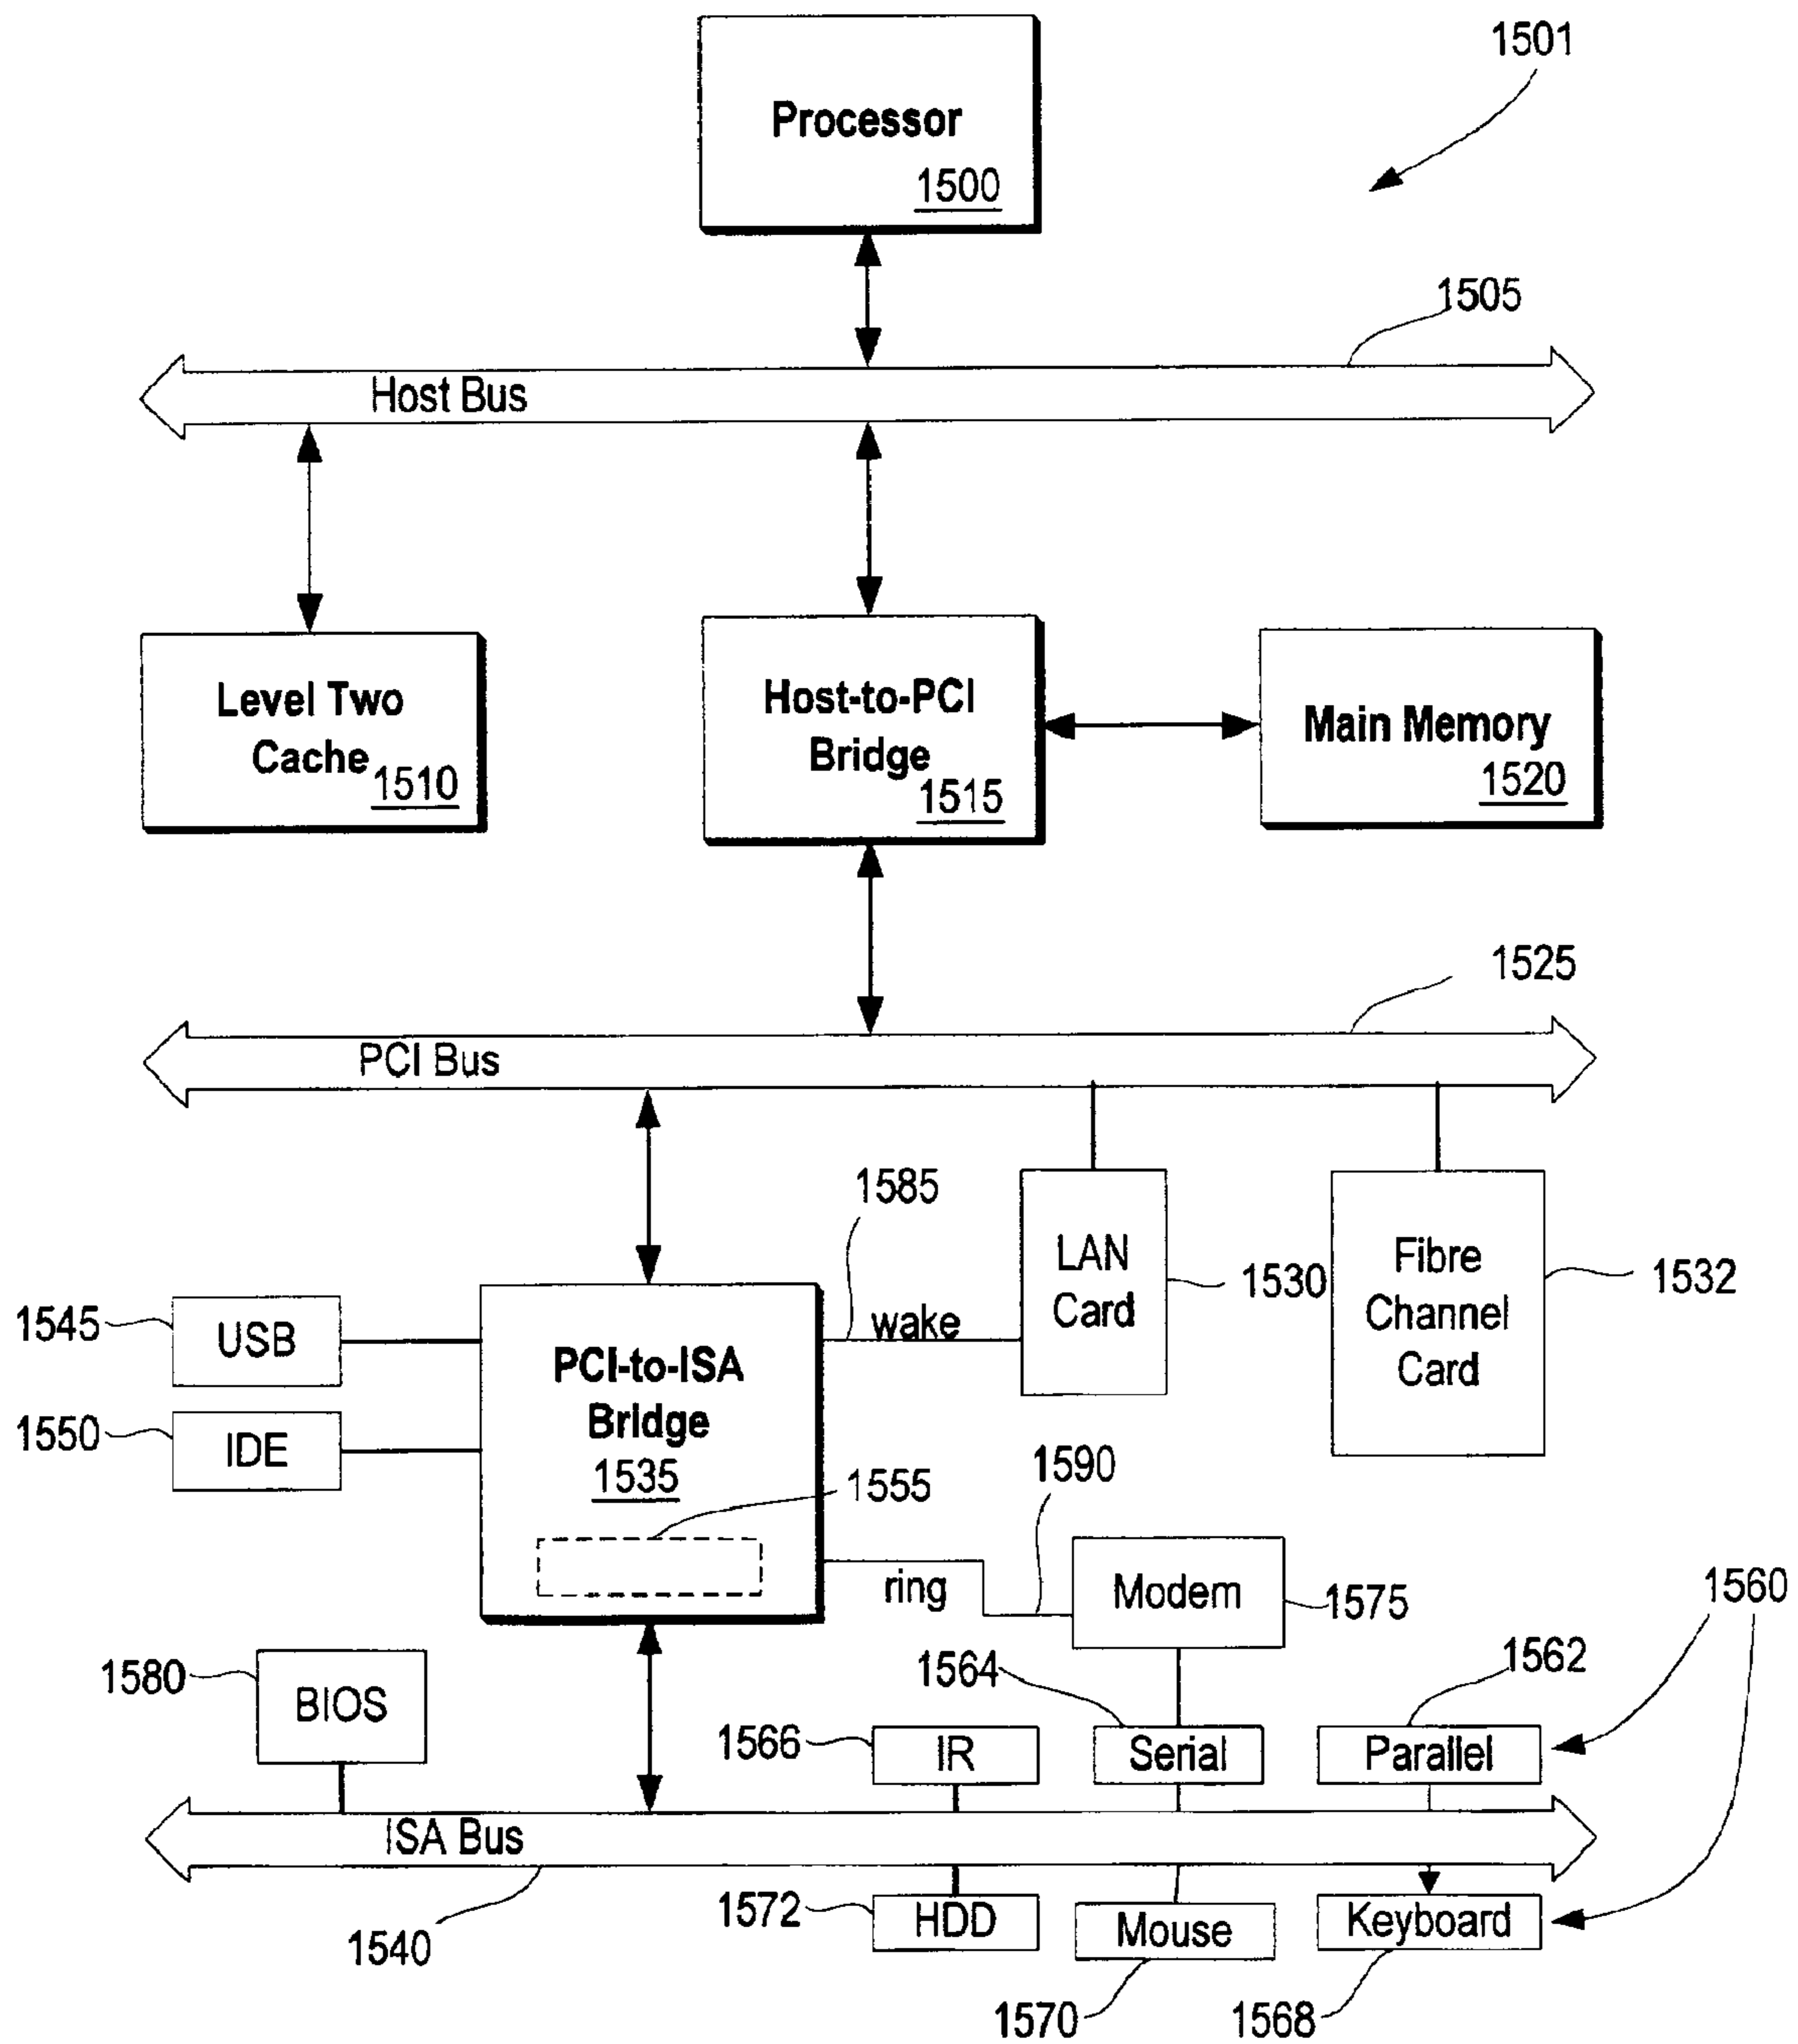 1501
Processor
1500
1505
Host Bus
Level Two
Cache
1510
Host-to-PCI
Bridge
1515
Main Memory
1520
1525
PCI Bus
1585
LAN
Card
1530
Fibre
Channel
Card
1532
1545
USB
wake
PCI-to-ISA
Bridge
1535
1550
IDE
1555
1590
ring
Modem
1575
1560
1580
BIOS
1564
1562
1566
IR
Serial
Parallel
ISA Bus
1572
HDD
Mouse
Keyboard
1540
1570
1568